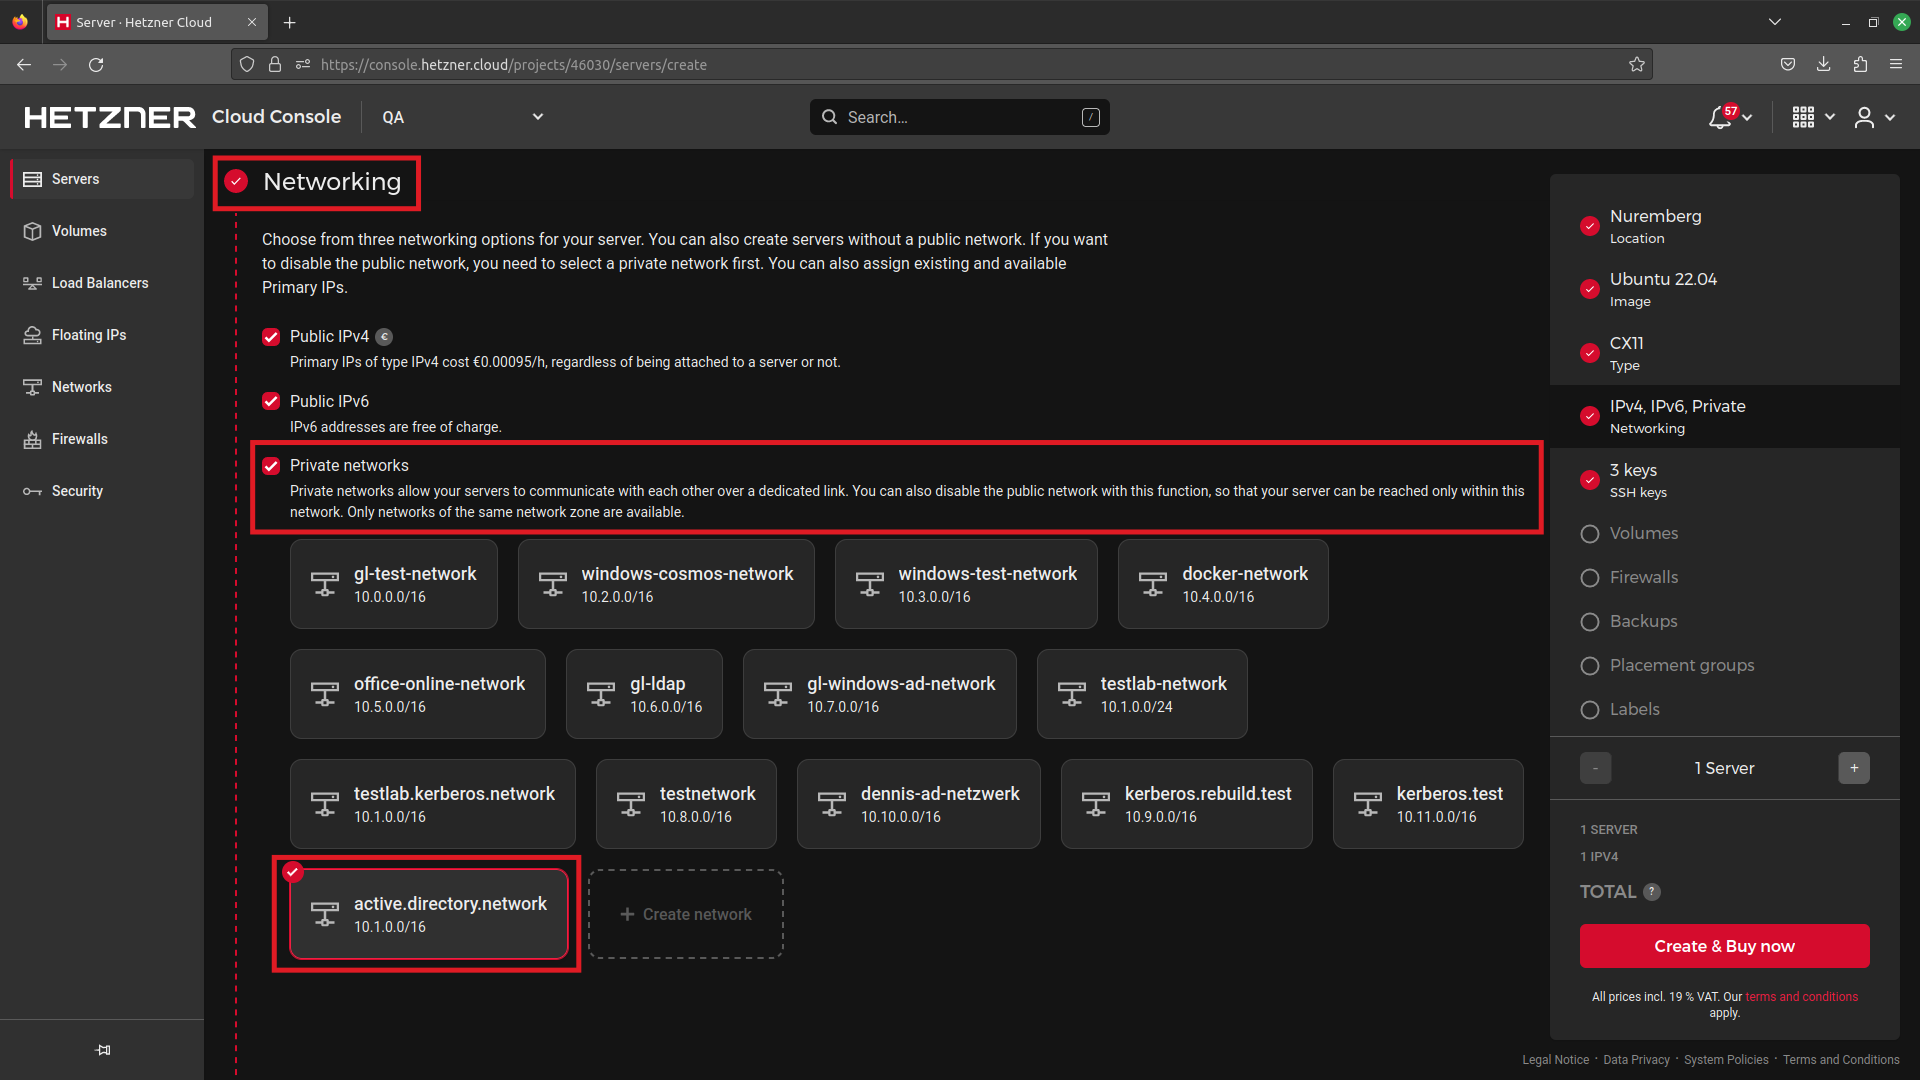 Server · Hetzner Cloud
https://console.hetzner.cloud/projects/46030/servers/create
HETZNER Cloud Console
QA
Search...
/
57
Servers
Volumes
Load Balancers
Floating IPs
Networks
Firewalls
Security
Networking
Choose from three networking options for your server. You can also create servers without a public network. If you want
to disable the public network, you need to select a private network first. You can also assign existing and available
Primary IPs.
Public IPv4 €
Primary IPs of type IPv4 cost €0.00095/h, regardless of being attached to a server or not.
Public IPv6
IPv6 addresses are free of charge.
Private networks
Private networks allow your servers to communicate with each other over a dedicated link. You can also disable the public network with this function, so that your server can be reached only within this
network. Only networks of the same network zone are available.
gl-test-network
10.0.0.0/16
windows-cosmos-network
10.2.0.0/16
windows-test-network
10.3.0.0/16
docker-network
10.4.0.0/16
office-online-network
10.5.0.0/16
gl-ldap
10.6.0.0/16
gl-windows-ad-network
10.7.0.0/16
testlab-network
10.1.0.0/24
testlab.kerberos.network
10.1.0.0/16
testnetwork
10.8.0.0/16
dennis-ad-netzwerk
10.10.0.0/16
kerberos.rebuild.test
10.9.0.0/16
kerberos.test
10.11.0.0/16
active.directory.network
10.1.0.0/16
+ Create network
Nuremberg
Location
Ubuntu 22.04
Image
CX11
Type
IPv4, IPv6, Private
Networking
3 keys
SSH keys
Volumes
Firewalls
Backups
Placement groups
Labels
- 1 Server +
1 SERVER
1 IPV4
TOTAL ?
Create & Buy now
All prices incl. 19 % VAT. Our terms and conditions
apply.
Legal Notice · Data Privacy · System Policies · Terms and Conditions